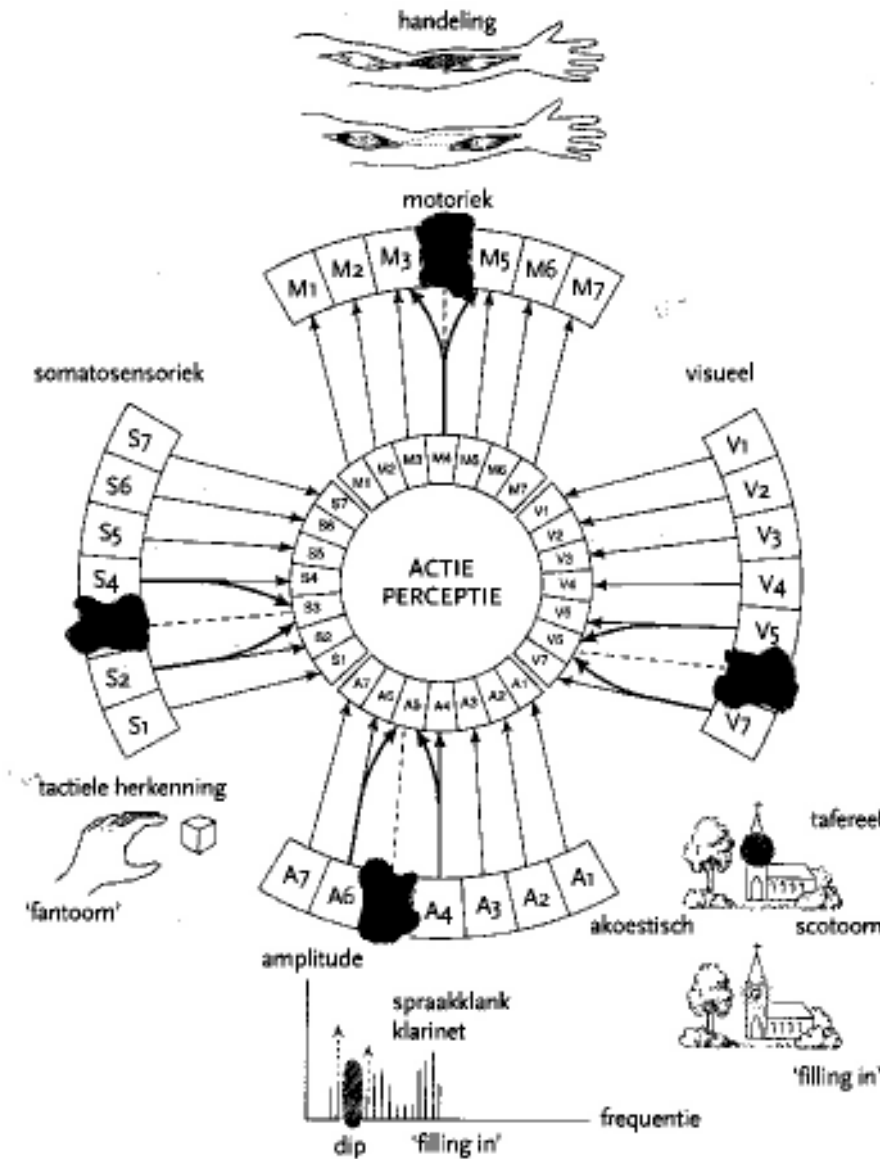 handeling
motoriek
M1 M2 M3 M5 M6 M7
somatosensoriek
visueel
S7
S6
S5
S4
S2
S1
V1
V2
V3
V4
V5
V7
M1 M2 M3 M4 M5 M6 M7
S7
S6
S5
S4
S3
S2
S1
V1
V2
V3
V4
V6
V7
ACTIE
PERCEPTIE
A7 A6 A5 A4 A3 A2 A1
A7 A6 A4 A3 A2 A1
tactiele herkenning
'fantoom'
tafereel
akoestisch
scotoom
amplitude
spraakklank
klarinet
A
A
'filling in'
frequentie
dip
'filling in'